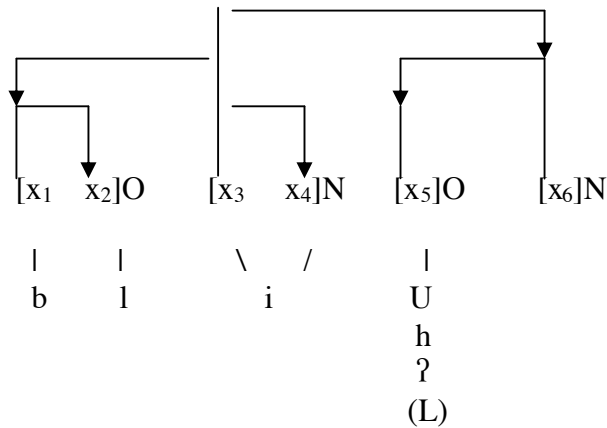 [x₁ x₂]O [x₃ x₄]N [x₅]O [x₆]N
| | \ / |
b l i U
h
ʔ
(L)